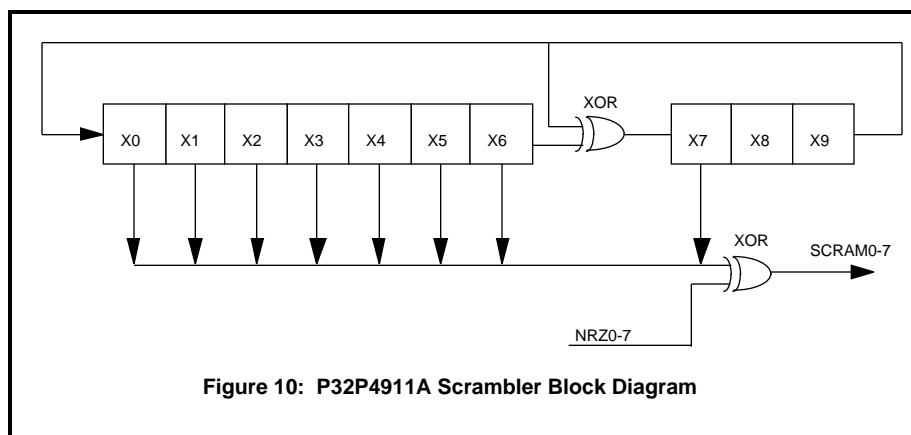 XOR
X0 X1 X2 X3 X4 X5 X6 X7 X8 X9
XOR
SCRAM0-7
NRZ0-7
Figure 10: P32P4911A Scrambler Block Diagram